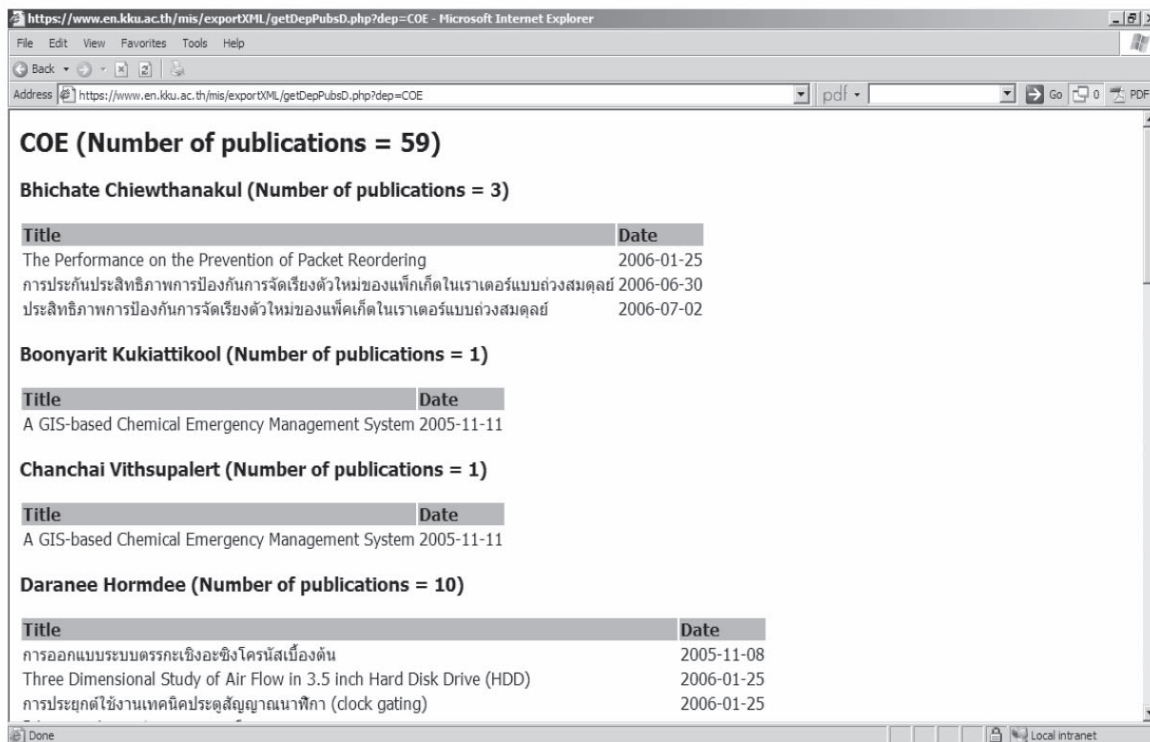 https://www.en.kku.ac.th/mis/exportXML/getDepPubsD.php?dep=COE - Microsoft Internet Explorer
File Edit View Favorites Tools Help
Back
Address https://www.en.kku.ac.th/mis/exportXML/getDepPubsD.php?dep=COE pdf Go 0 PDF
COE (Number of publications = 59)
Bhichate Chiewthanakul (Number of publications = 3)
Title Date
The Performance on the Prevention of Packet Reordering 2006-01-25
การประกันประสิทธิภาพการป้องกันการจัดเรียงตัวใหม่ของแพ็กเก็ตในเราเตอร์แบบถ่วงสมดุลย์ 2006-06-30
ประสิทธิภาพการป้องกันการจัดเรียงตัวใหม่ของแพ็คเก็ตในเราเตอร์แบบถ่วงสมดุลย์ 2006-07-02
Boonyarit Kukiattikool (Number of publications = 1)
Title Date
A GIS-based Chemical Emergency Management System 2005-11-11
Chanchai Vithsupalert (Number of publications = 1)
Title Date
A GIS-based Chemical Emergency Management System 2005-11-11
Daranee Hormdee (Number of publications = 10)
Title Date
การออกแบบระบบตรรกะเชิงอะซิงโครนัสเบื้องต้น 2005-11-08
Three Dimensional Study of Air Flow in 3.5 inch Hard Disk Drive (HDD) 2006-01-25
การประยุกต์ใช้งานเทคนิคประตูสัญญาณนาฬิกา (clock gating) 2006-01-25
Done Local intranet